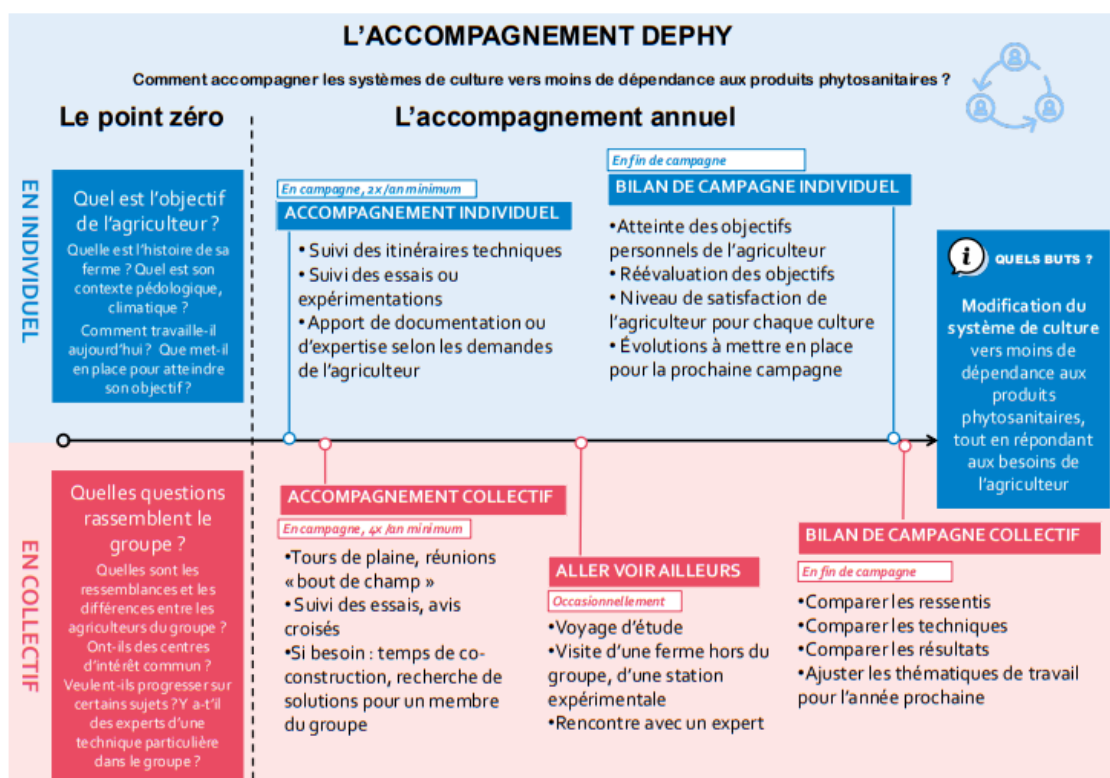 L'ACCOMPAGNEMENT DEPHY
Comment accompagner les systèmes de culture vers moins de dépendance aux produits phytosanitaires ?
Le point zéro
L'accompagnement annuel
EN INDIVIDUEL
Quel est l'objectif
de l'agriculteur ?
Quelle est l'histoire de sa
ferme ? Quel est son
contexte pédologique,
climatique ?
Comment travaille-il
aujourd'hui ? Que met-il
en place pour atteindre
son objectif ?
En campagne, 2x /an minimum
ACCOMPAGNEMENT INDIVIDUEL
• Suivi des itinéraires techniques
• Suivi des essais ou
expérimentations
• Apport de documentation ou
d'expertise selon les demandes
de l'agriculteur
En fin de campagne
BILAN DE CAMPAGNE INDIVIDUEL
•Atteinte des objectifs
personnels de l'agriculteur
• Réévaluation des objectifs
• Niveau de satisfaction de
l'agriculteur pour chaque culture
• Évolutions à mettre en place
pour la prochaine campagne
i QUELS BUTS ?
Modification du
système de culture
vers moins de
dépendance aux
produits
phytosanitaires,
tout en répondant
aux besoins de
l'agriculteur
EN COLLECTIF
Quelles questions
rassemblent le
groupe ?
Quelles sont les
ressemblances et les
différences entre les
agriculteurs du groupe ?
Ont-ils des centres
d'intérêt commun ?
Veulent-ils progresser sur
certains sujets ? Y a-t'il
des experts d'une
technique particulière
dans le groupe ?
ACCOMPAGNEMENT COLLECTIF
En campagne, 4x /an minimum
•Tours de plaine, réunions
« bout de champ »
•Suivi des essais, avis
croisés
•Si besoin : temps de co-
construction, recherche de
solutions pour un membre
du groupe
ALLER VOIR AILLEURS
Occasionnellement
•Voyage d'étude
•Visite d'une ferme hors du
groupe, d'une station
expérimentale
•Rencontre avec un expert
BILAN DE CAMPAGNE COLLECTIF
En fin de campagne
•Comparer les ressentis
•Comparer les techniques
•Comparer les résultats
•Ajuster les thématiques de travail
pour l'année prochaine